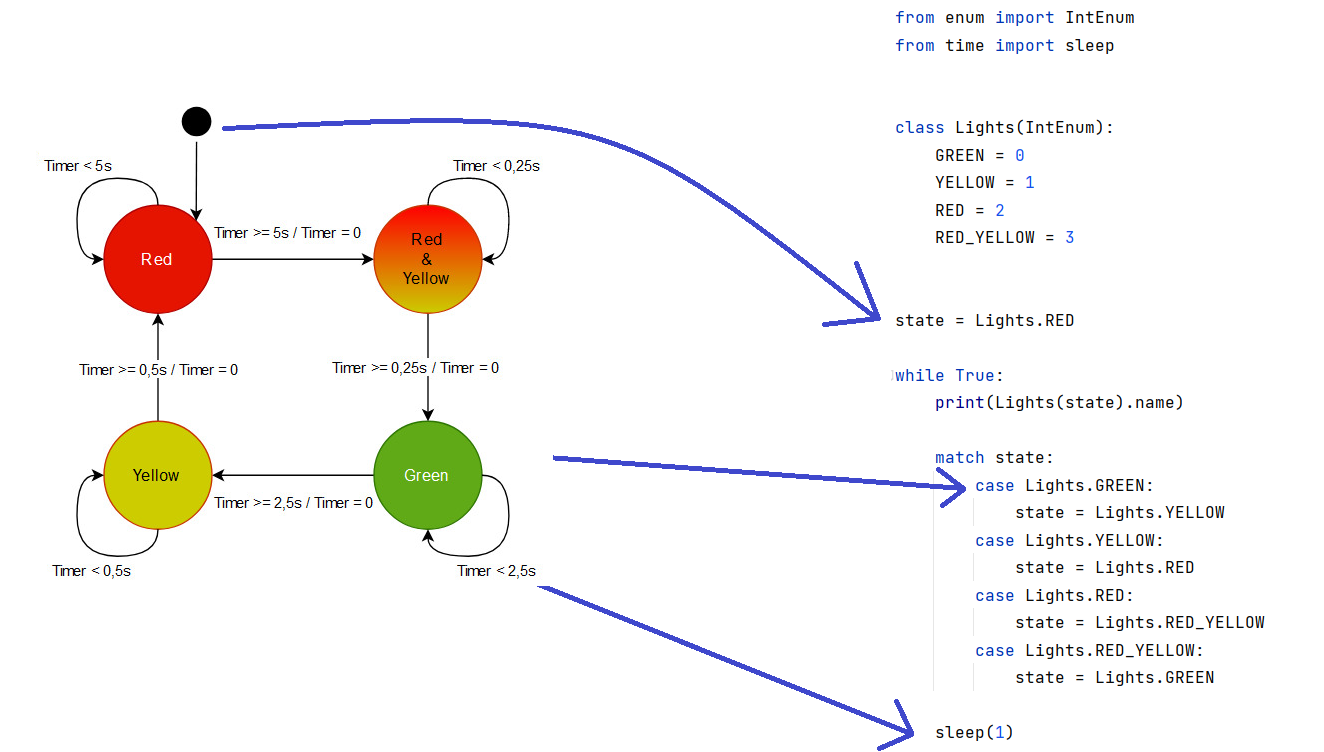 Timer < 5s
Timer < 0,25s
Red
Timer >= 5s / Timer = 0
Red
&
Yellow
Timer >= 0,5s / Timer = 0
Timer >= 0,25s / Timer = 0
Yellow
Timer >= 2,5s / Timer = 0
Green
Timer < 0,5s
Timer < 2,5s
from enum import IntEnum
from time import sleep
class Lights(IntEnum):
    GREEN = 0
    YELLOW = 1
    RED = 2
    RED_YELLOW = 3
state = Lights.RED
while True:
    print(Lights(state).name)
    match state:
        case Lights.GREEN:
            state = Lights.YELLOW
        case Lights.YELLOW:
            state = Lights.RED
        case Lights.RED:
            state = Lights.RED_YELLOW
        case Lights.RED_YELLOW:
            state = Lights.GREEN
    sleep(1)